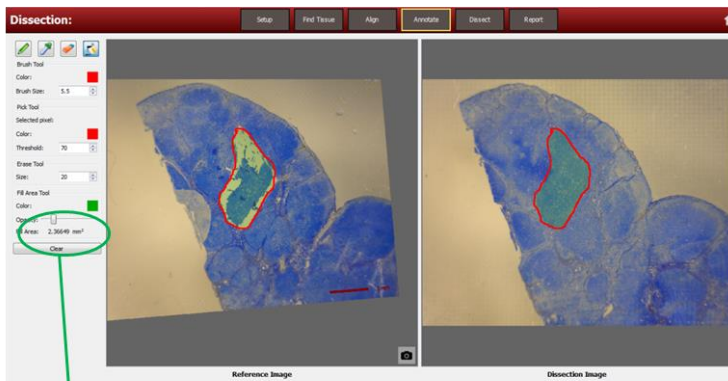 Dissection:
Setup
Find Tissue
Align
Annotate
Dissect
Report
Brush Tool
Color:
Brush Size: 5.5
Pick Tool
Selected pixel:
Color:
Threshold: 70
Erase Tool
Size: 20
Fill Area Tool
Color:
Opacity:
Fill Area: 2.36649 mm²
Clear
Reference Image
Dissection Image